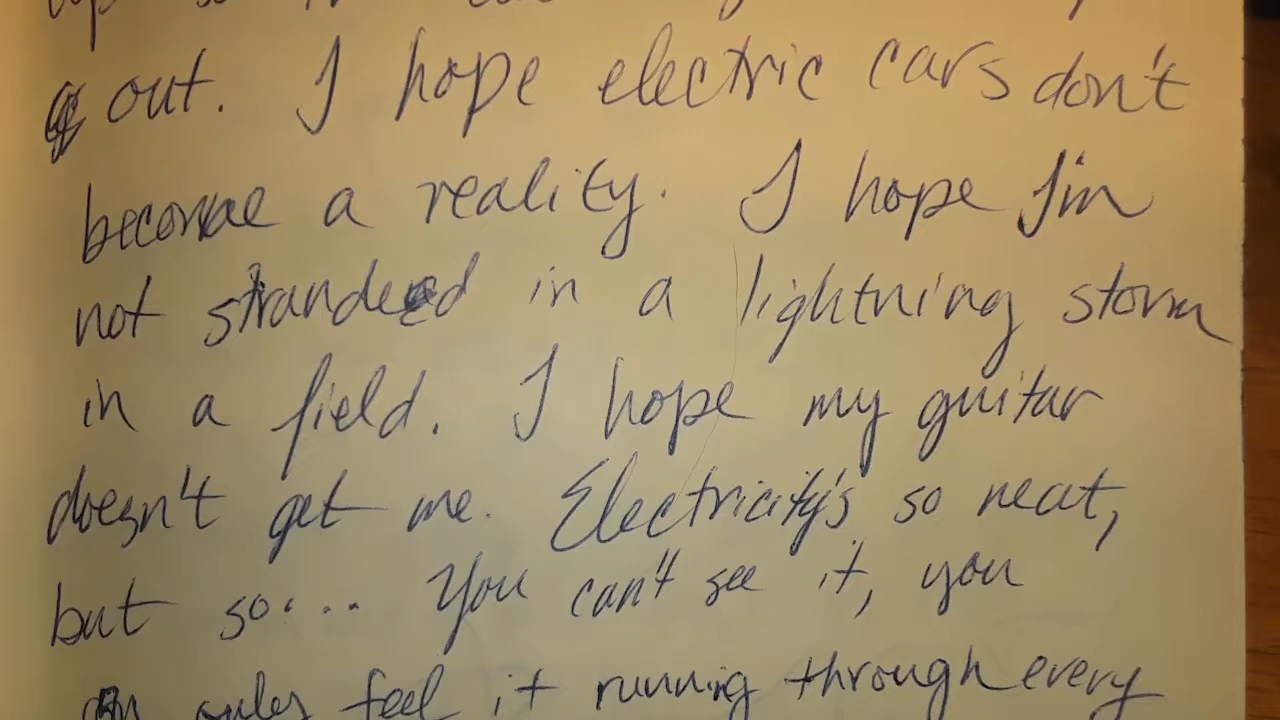 out. I hope electric cars don't
become a reality. I hope I'm
not stranded in a lightning storm
in a field. I hope my guitar
doesn't get me. Electricity's so neat,
but so.... You can't see it, you
only feel it running through every